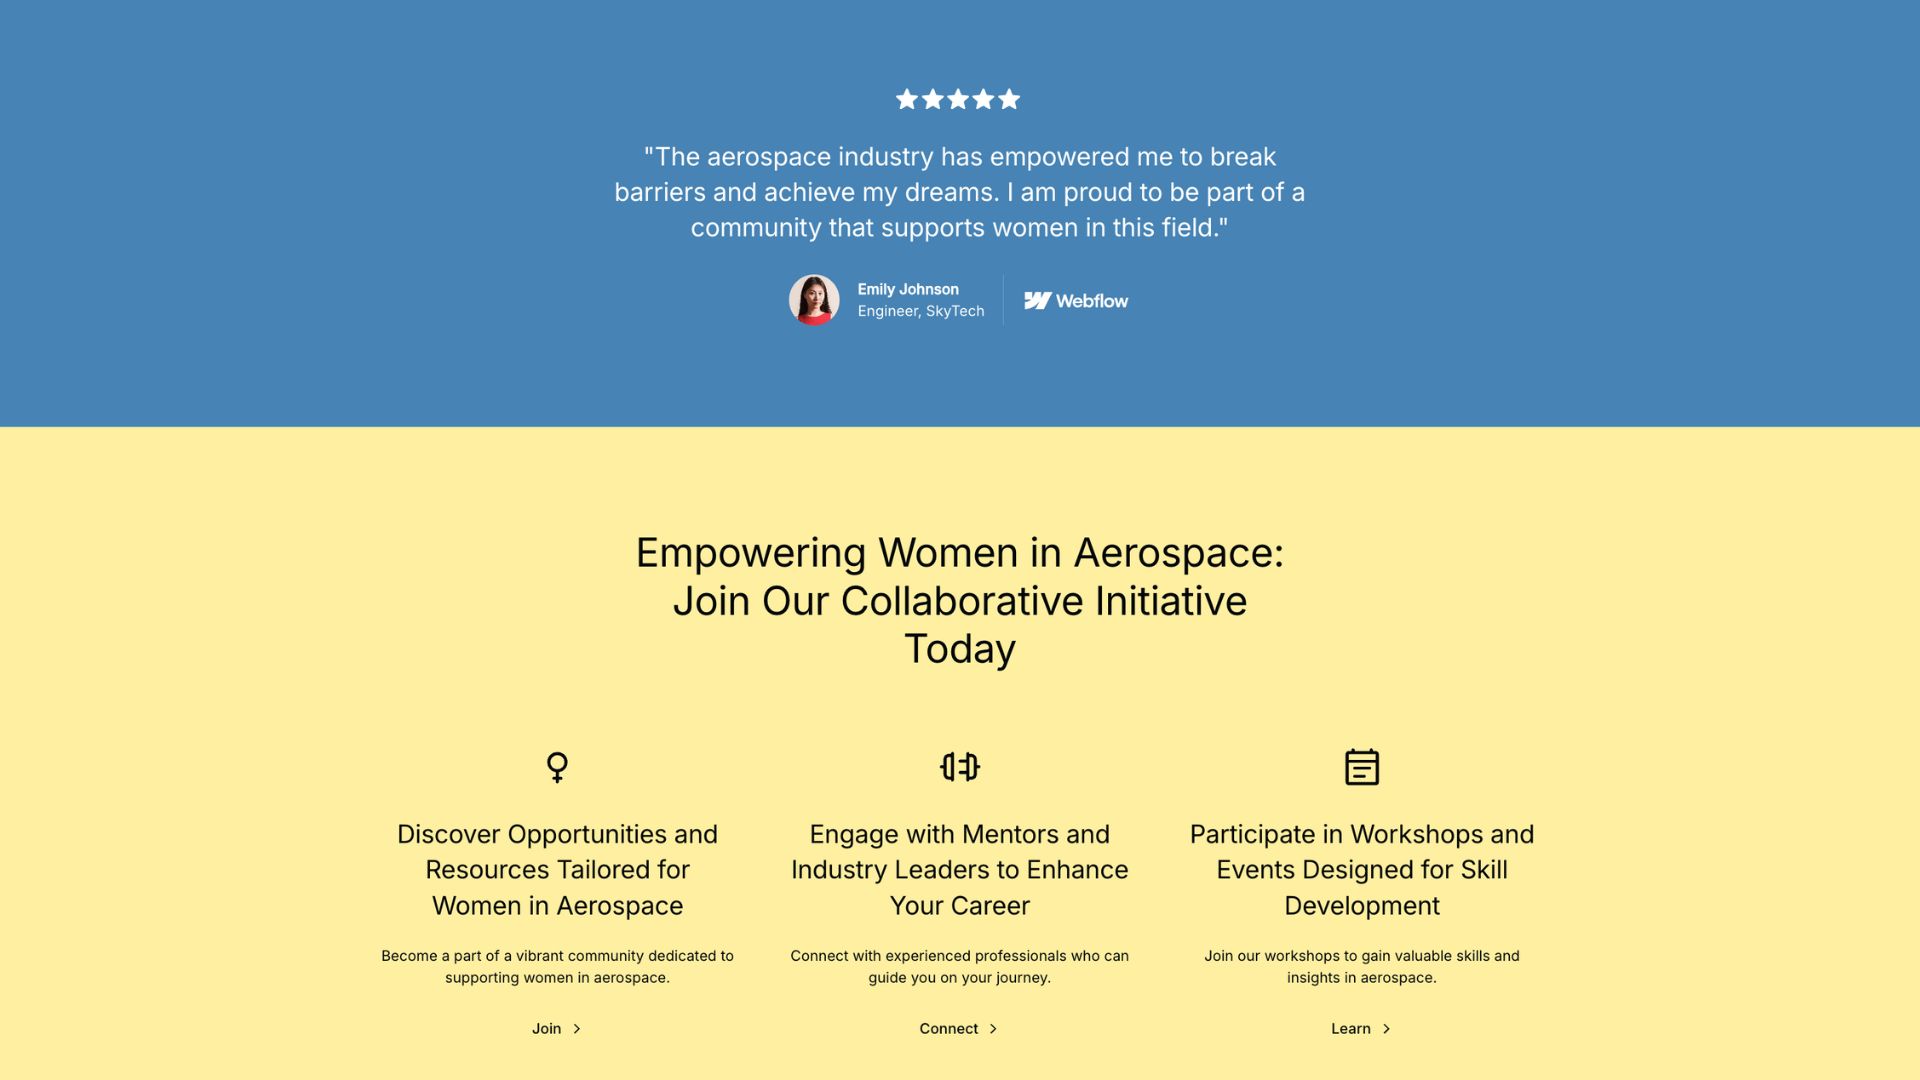 "The aerospace industry has empowered me to break
barriers and achieve my dreams. I am proud to be part of a
community that supports women in this field."
Emily Johnson
Engineer, SkyTech
Webflow
Empowering Women in Aerospace:
Join Our Collaborative Initiative
Today
Discover Opportunities and
Resources Tailored for
Women in Aerospace
Become a part of a vibrant community dedicated to
supporting women in aerospace.
Join
Engage with Mentors and
Industry Leaders to Enhance
Your Career
Connect with experienced professionals who can
guide you on your journey.
Connect
Participate in Workshops and
Events Designed for Skill
Development
Join our workshops to gain valuable skills and
insights in aerospace.
Learn